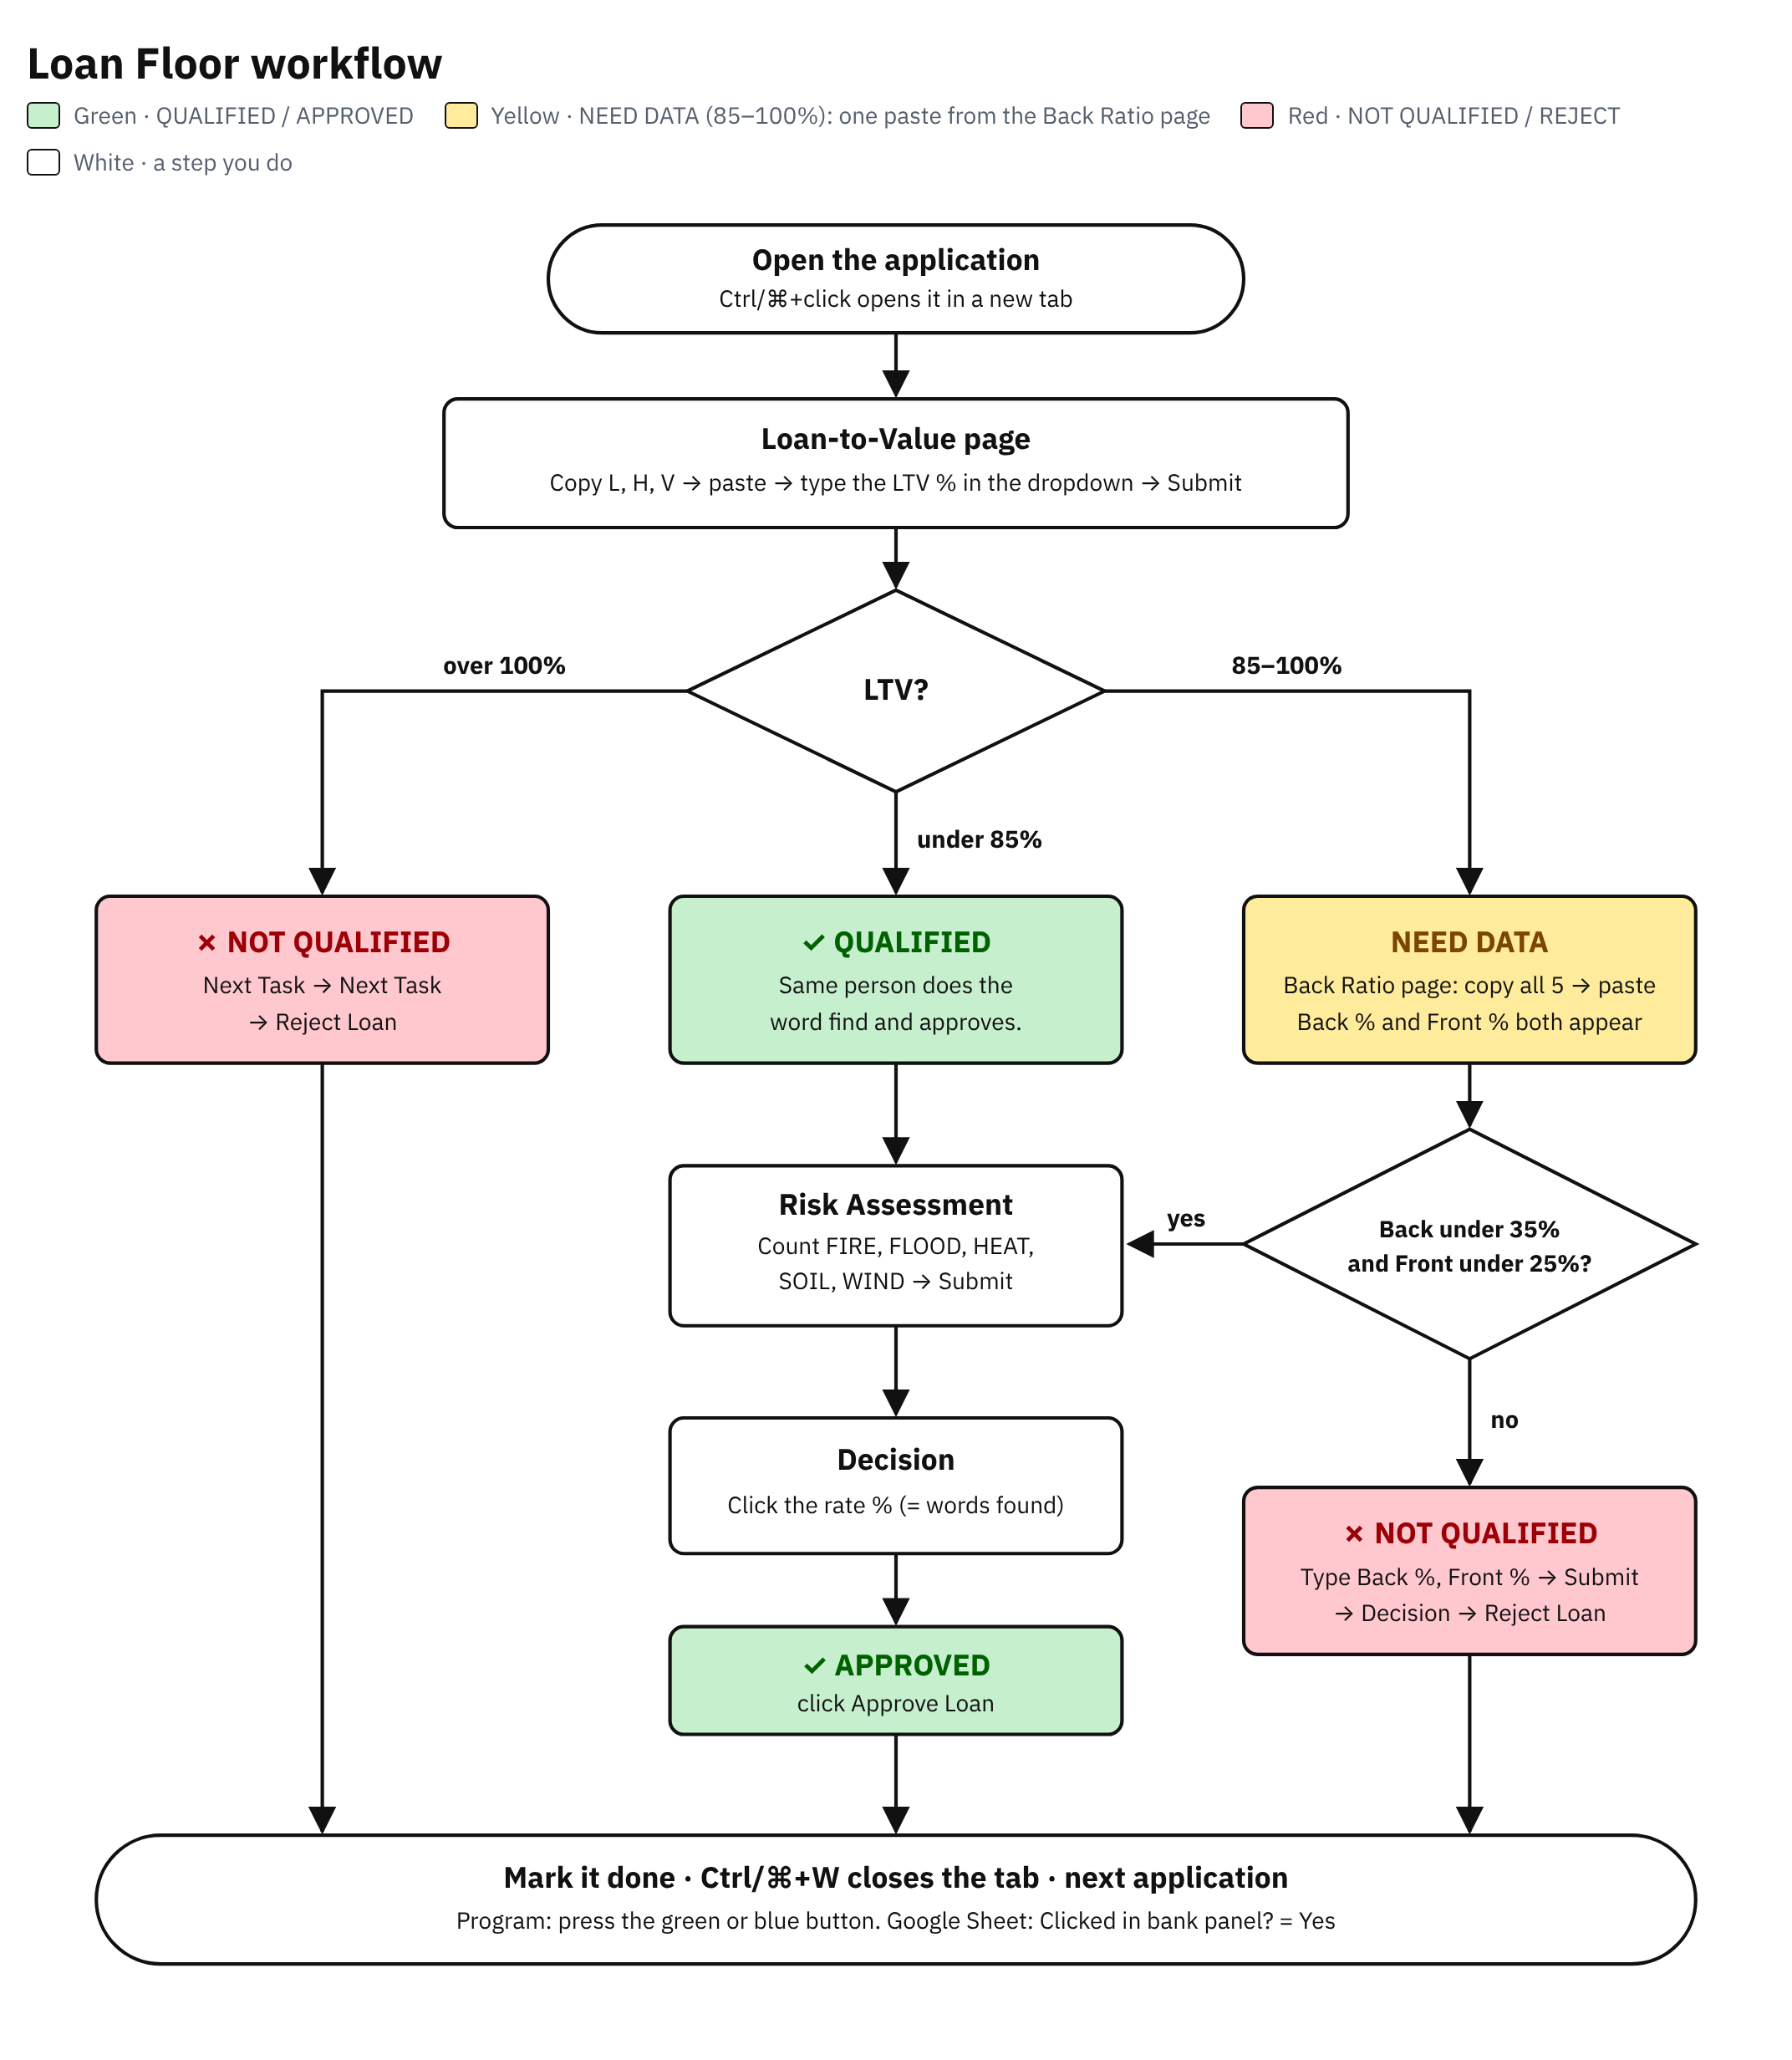 Loan Floor workflow
Green · QUALIFIED / APPROVED
Yellow · NEED DATA (85–100%): one paste from the Back Ratio page
Red · NOT QUALIFIED / REJECT
White · a step you do
Open the application
Ctrl/⌘+click opens it in a new tab
Loan-to-Value page
Copy L, H, V → paste → type the LTV % in the dropdown → Submit
LTV?
over 100%
85–100%
under 85%
✗ NOT QUALIFIED
Next Task → Next Task
→ Reject Loan
✓ QUALIFIED
Same person does the
word find and approves.
NEED DATA
Back Ratio page: copy all 5 → paste
Back % and Front % both appear
Risk Assessment
Count FIRE, FLOOD, HEAT,
SOIL, WIND → Submit
yes
Back under 35%
and Front under 25%?
no
Decision
Click the rate % (= words found)
✗ NOT QUALIFIED
Type Back %, Front % → Submit
→ Decision → Reject Loan
✓ APPROVED
click Approve Loan
Mark it done · Ctrl/⌘+W closes the tab · next application
Program: press the green or blue button. Google Sheet: Clicked in bank panel? = Yes